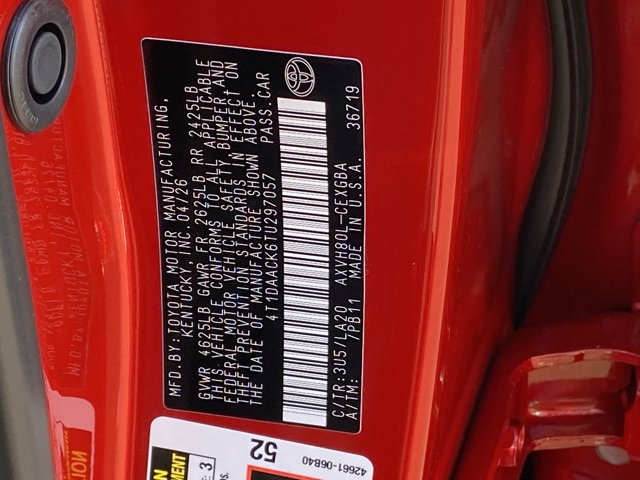 MFD.BY:TOYOTA MOTOR MANUFACTURING,
KENTUCKY, INC. 04/26
GVWR 4625LB GAWR FR 2625LB RR 2425LB
THIS VEHICLE CONFORMS TO ALL APPLICABLE
FEDERAL MOTOR VEHICLE SAFETY BUMPER AND
THEFT PREVENTION STANDARDS IN EFFECT ON
THE DATE OF MANUFACTURE SHOWN ABOVE.
4T1DAACK6TU297057 PASS.CAR
C/TR:3U5/LA20 AXVH80L-CEXGBA 36719
A/TM: 7PB11 MADE IN U.S.A.
52
42661-06B40
3